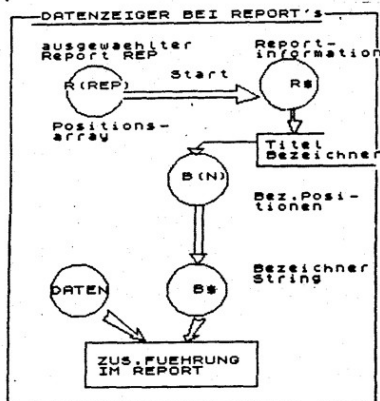 DATENZEIGER BEI REPORT's
ausgewaehlter
Report REP
Report-
information
Start
R(REP)
R$
Positions-
array
Titel
Bezeichner
B(N)
Bez.Posi-
tionen
Bezeichner
String
DATEN
B$
ZUS.FUEHRUNG
IM REPORT